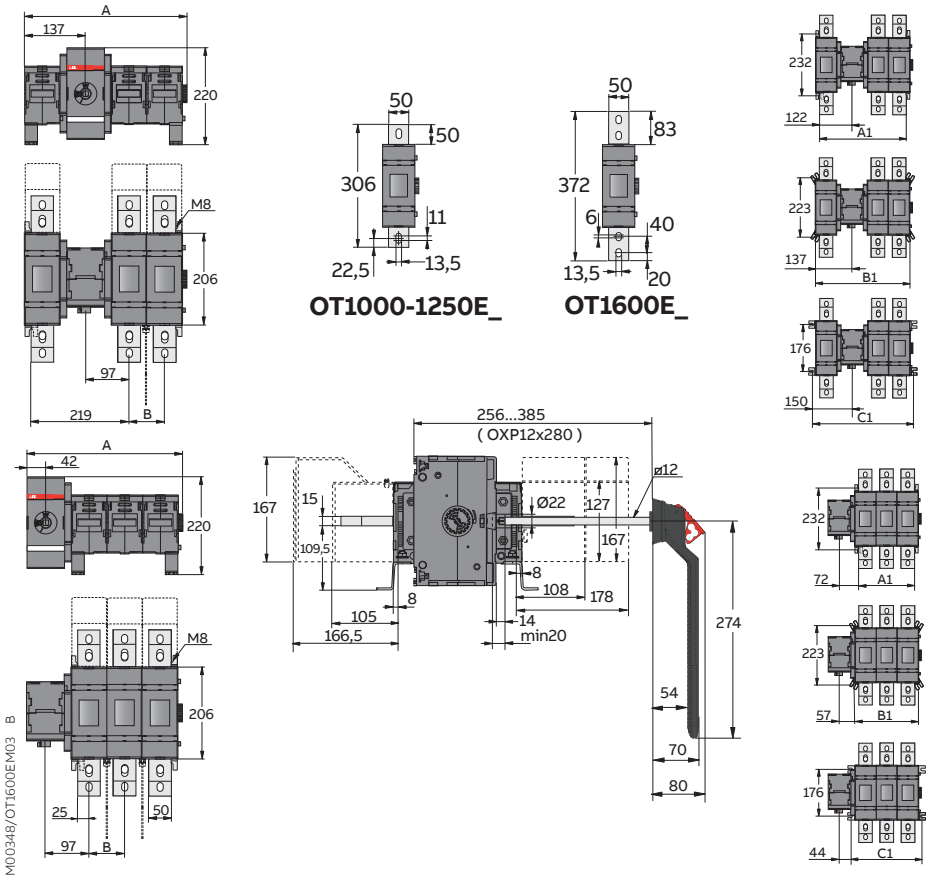 A
137
220
M8
206
97
219
B
50
50
306
11
22,5
13,5
OT1000-1250E_
50
83
372
6
40
13,5
20
OT1600E_
232
122
A1
223
137
B1
176
150
C1
A
42
220
M8
206
25
50
97
B
256...385
( OXP12x280 )
ø12
167
15
Ø22
127
167
109,5
8
8
108
178
105
14
166,5
min20
274
54
70
80
232
72
A1
223
57
B1
176
44
C1
M00348/OT1600EM03 B